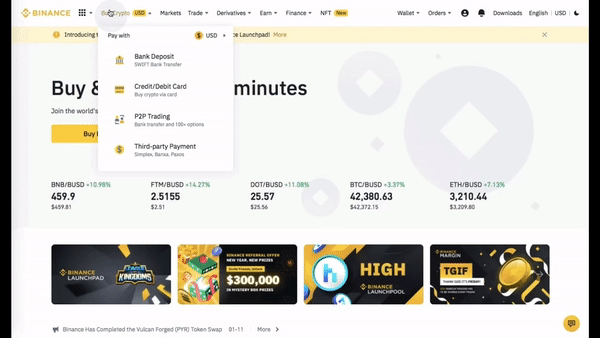 BINANCE
Buy Crypto USD Markets Trade Derivatives Earn Finance NFT New Wallet Orders Downloads English USD
Introducing t Launchpad! More
Pay with USD
Bank Deposit
SWIFT Bank Transfer
Credit/Debit Card
Buy crypto via card
P2P Trading
Bank transfer and 100+ options
Third-party Payment
Simplex, Banxa, Paxos
Buy & minutes
Join the world's
Buy
BNB/BUSD +10.98% FTM/BUSD +14.27% DOT/BUSD +11.08% BTC/BUSD +3.37% ETH/BUSD +7.13%
459.9 2.5155 25.57 42,380.63 3,210.44
$459.81 $2.51 $25.56 $42,372.15 $3,209.80
BINANCE
LAUNCHPAD
KINGDOMS
BINANCE REFERRAL OFFER
NEW YEAR, NEW PRIZES
$300,000
IN MYSTERY BOX PRIZES
HIGH
BINANCE
LAUNCHPOOL
BINANCE
MARGIN
TGIF
THANK GOD IT'S FRIDAY!
Binance Has Completed the Vulcan Forged (PYR) Token Swap 01-11 More